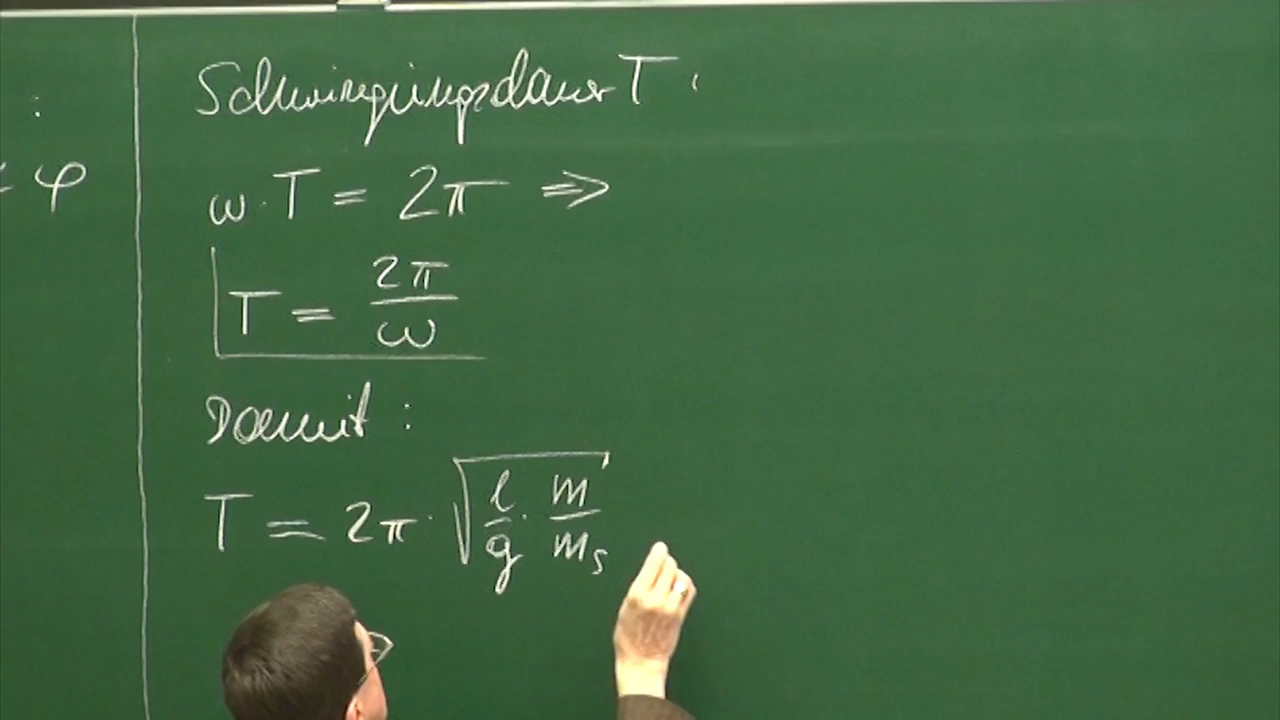 :
= φ
Schwingungsdauer T:
ω · T = 2π ⇒
T = 2π/ω
Damit:
T = 2π · √(l/g · m/m_s)